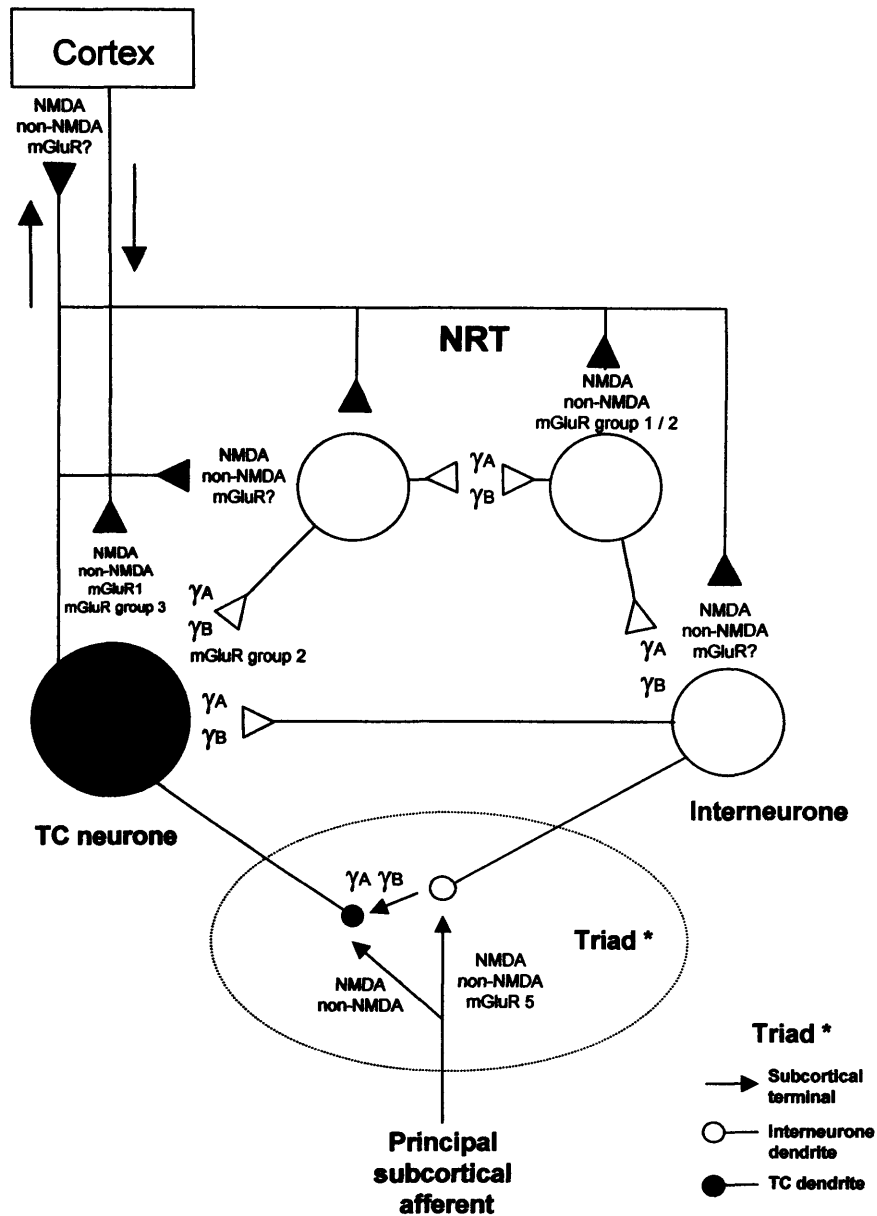 Cortex
NMDA
non-NMDA
mGluR?
NRT
NMDA
non-NMDA
mGluR group 1 / 2
NMDA
non-NMDA
mGluR?
γA
γB
NMDA
non-NMDA
mGluR1
mGluR group 3
γA
γB
mGluR group 2
NMDA
non-NMDA
mGluR?
γA
γB
γA
γB
TC neurone
Interneurone
γA γB
Triad *
NMDA
non-NMDA
NMDA
non-NMDA
mGluR 5
Principal
subcortical
afferent
Triad *
Subcortical
terminal
Interneurone
dendrite
TC dendrite